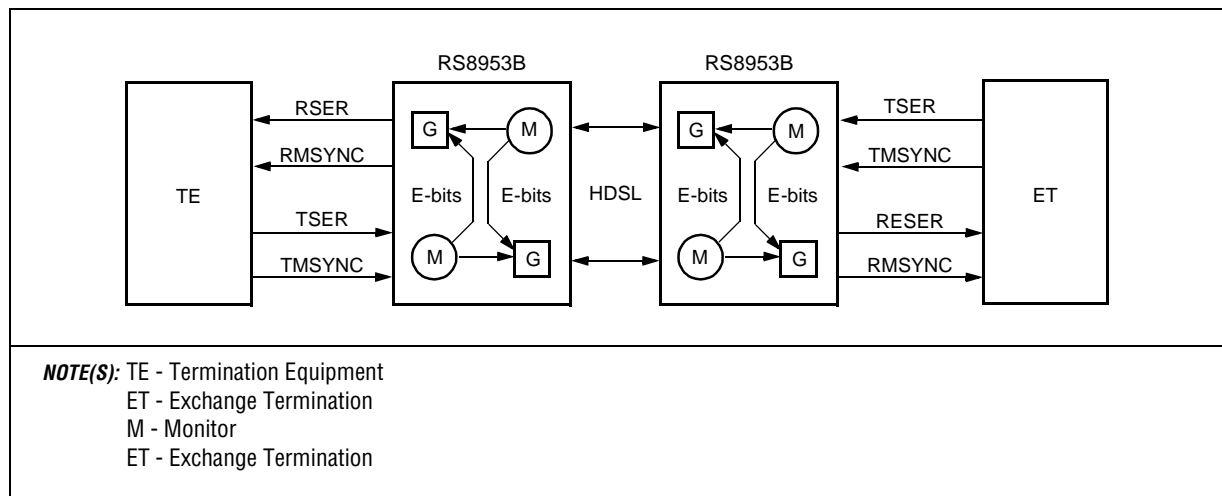 RS8953B RS8953B
RSER TSER
G M G M
RMSYNC TMSYNC
TE E-bits E-bits HDSL E-bits E-bits ET
TSER RESER
M G M G
TMSYNC RMSYNC
NOTE(S): TE - Termination Equipment
ET - Exchange Termination
M - Monitor
ET - Exchange Termination